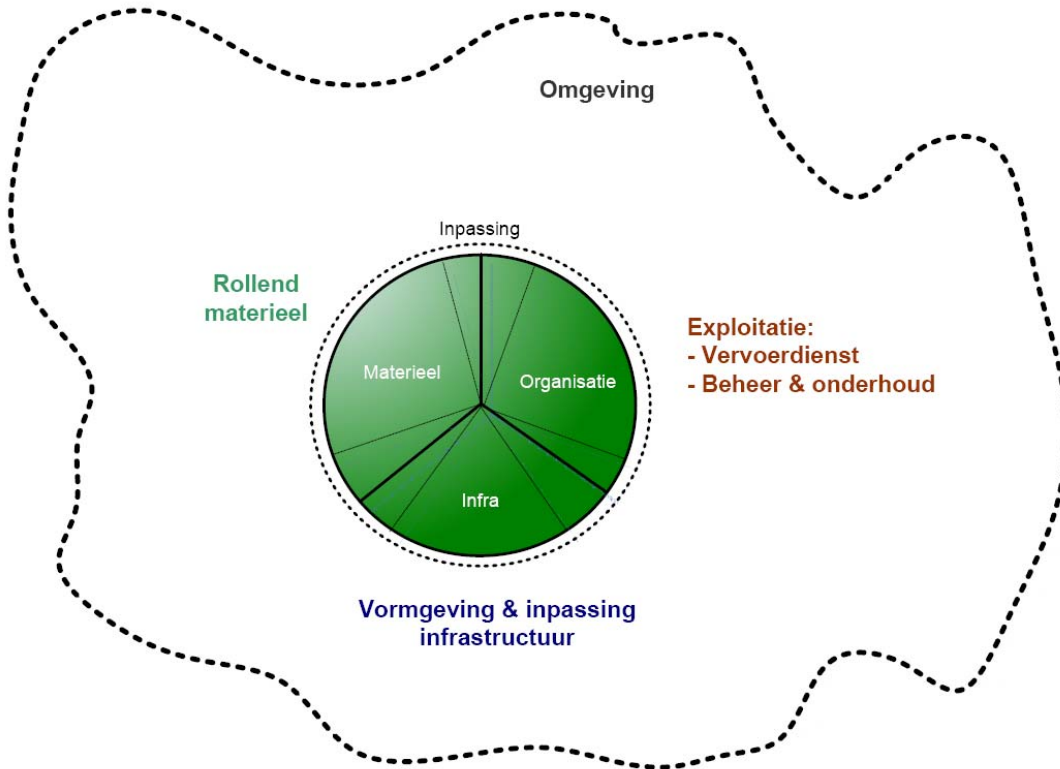 Omgeving
Inpassing
Rollend
materieel
Materieel
Organisatie
Exploitatie:
- Vervoerdienst
- Beheer & onderhoud
Infra
Vormgeving & inpassing
infrastructuur